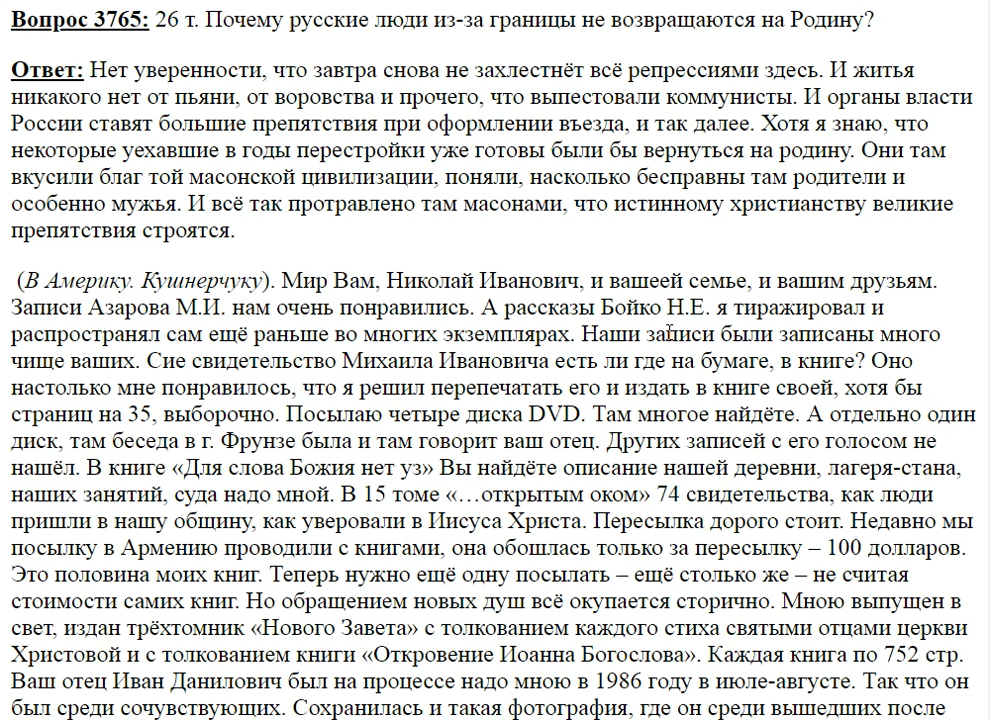 Вопрос 3765: 26 т. Почему русские люди из-за границы не возвращаются на Родину?
Ответ: Нет уверенности, что завтра снова не захлестнёт всё репрессиями здесь. И житья
никакого нет от пьяни, от воровства и прочего, что выпестовали коммунисты. И органы власти
России ставят большие препятствия при оформлении въезда, и так далее. Хотя я знаю, что
некоторые уехавшие в годы перестройки уже готовы были бы вернуться на родину. Они там
вкусили благ той масонской цивилизации, поняли, насколько бесправны там родители и
особенно мужья. И всё так протравлено там масонами, что истинному христианству великие
препятствия строятся.
(В Америку. Кушнерчуку). Мир Вам, Николай Иванович, и вашеей семье, и вашим друзьям.
Записи Азарова М.И. нам очень понравились. А рассказы Бойко Н.Е. я тиражировал и
распространял сам ещё раньше во многих экземплярах. Наши записи были записаны много
чище ваших. Сие свидетельство Михаила Ивановича есть ли где на бумаге, в книге? Оно
настолько мне понравилось, что я решил перепечатать его и издать в книге своей, хотя бы
страниц на 35, выборочно. Посылаю четыре диска DVD. Там многое найдёте. А отдельно один
диск, там беседа в г. Фрунзе была и там говорит ваш отец. Других записей с его голосом не
нашёл. В книге «Для слова Божия нет уз» Вы найдёте описание нашей деревни, лагеря-стана,
наших занятий, суда надо мной. В 15 томе «…открытым оком» 74 свидетельства, как люди
пришли в нашу общину, как уверовали в Иисуса Христа. Пересылка дорого стоит. Недавно мы
посылку в Армению проводили с книгами, она обошлась только за пересылку – 100 долларов.
Это половина моих книг. Теперь нужно ещё одну посылать – ещё столько же – не считая
стоимости самих книг. Но обращением новых душ всё окупается сторично. Мною выпущен в
свет, издан трёхтомник «Нового Завета» с толкованием каждого стиха святыми отцами церкви
Христовой и с толкованием книги «Откровение Иоанна Богослова». Каждая книга по 752 стр.
Ваш отец Иван Данилович был на процессе надо мною в 1986 году в июле-августе. Так что он
был среди сочувствующих. Сохранилась и такая фотография, где он среди вышедших после